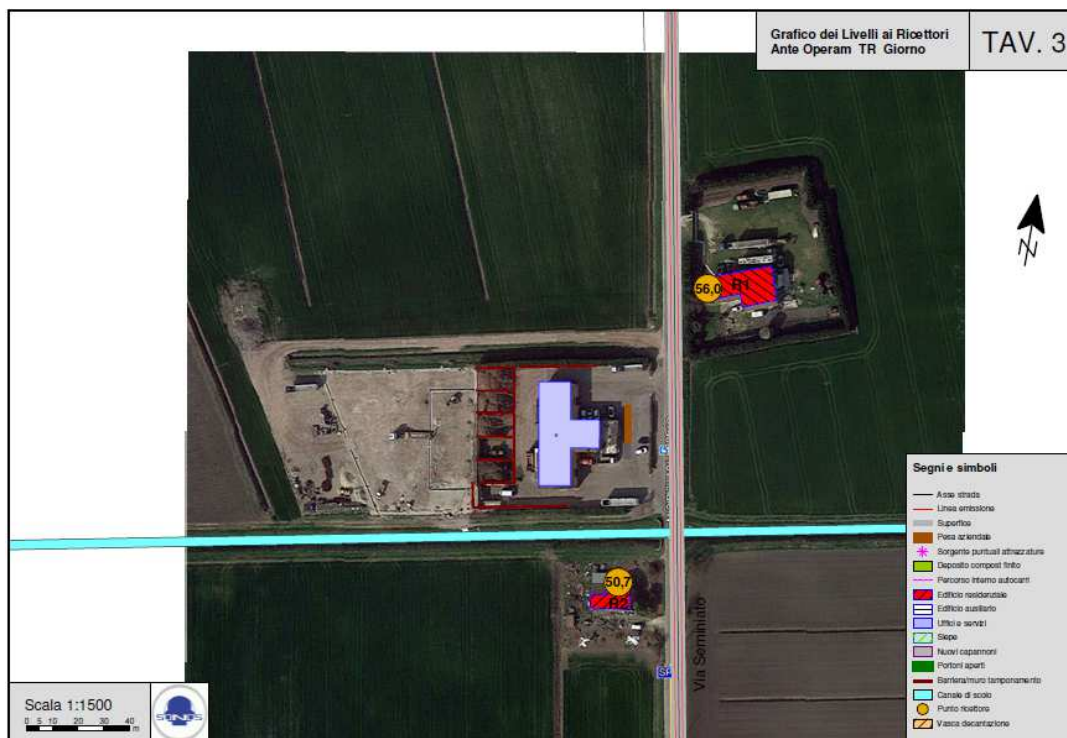 Grafico dei Livelli ai Ricettori
Ante Operam TR Giorno
TAV. 3
N
56,0
R1
50,7
R2
SP
Via Seminiato
Segni e simboli
Asse strada
Linea emissione
Superfice
Pesa aziendale
Sorgente puntuali attrezzature
Deposito compost finito
Percorso interno autocarri
Edificio residenziale
Edificio ausiliario
Uffici e servizi
Siepe
Nuovi capannoni
Portoni aperti
Barriera/muro tamponamento
Canale di scolo
Punto ricettore
Vasca decantazione
Scala 1:1500
0 5 10 20 30 40
m